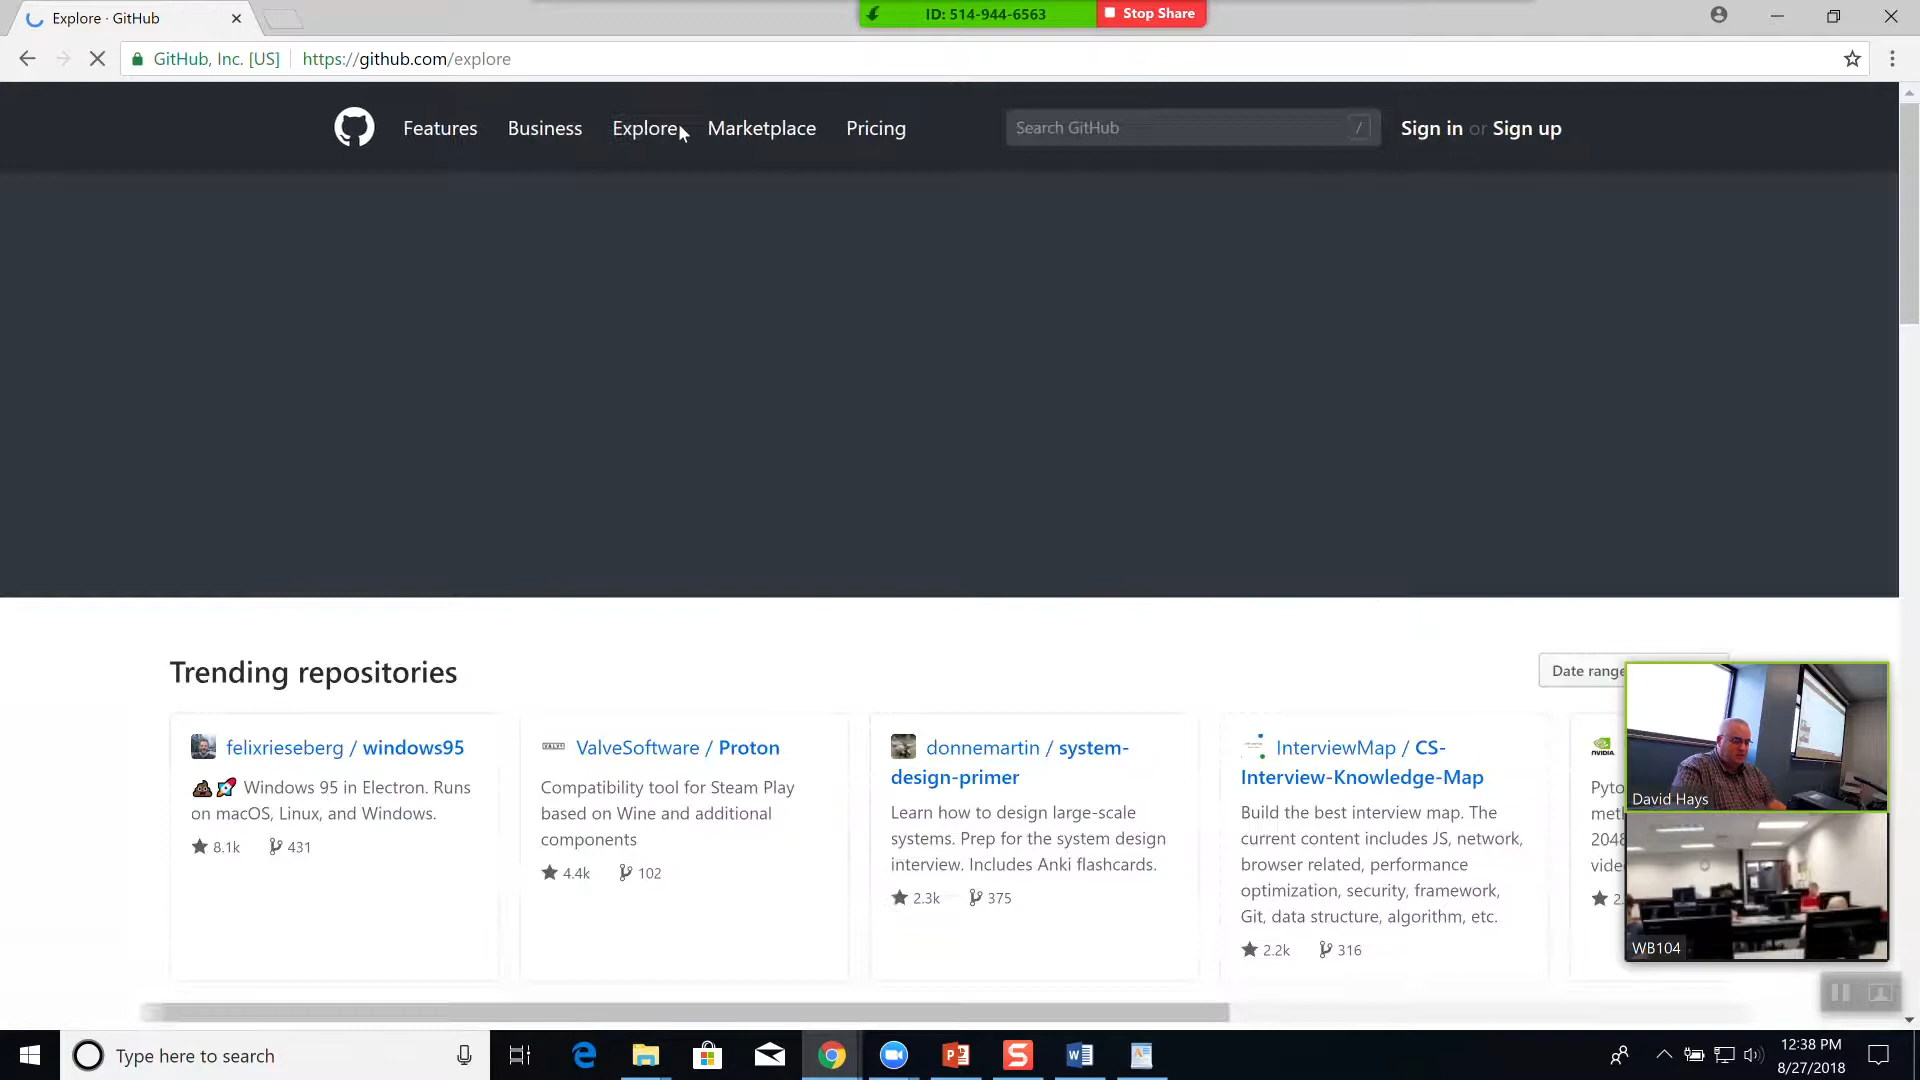 Explore · GitHub
ID: 514-944-6563
Stop Share
GitHub, Inc. [US]
https://github.com/explore
Features
Business
Explore
Marketplace
Pricing
Search GitHub
/
Sign in or Sign up
Trending repositories
Date range
felixrieseberg / windows95
Windows 95 in Electron. Runs
on macOS, Linux, and Windows.
8.1k
431
VALVE
ValveSoftware / Proton
Compatibility tool for Steam Play
based on Wine and additional
components
4.4k
102
donnemartin / system-
design-primer
Learn how to design large-scale
systems. Prep for the system design
interview. Includes Anki flashcards.
2.3k
375
InterviewMap / CS-
Interview-Knowledge-Map
Build the best interview map. The
current content includes JS, network,
browser related, performance
optimization, security, framework,
Git, data structure, algorithm, etc.
2.2k
316
NVIDIA
David Hays
WB104
Type here to search
12:38 PM
8/27/2018